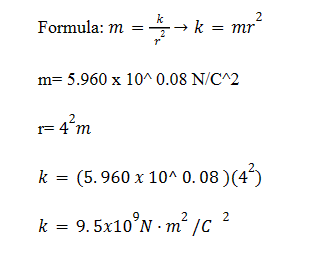 Formula: m = k/r² → k = mr²
m= 5.960 x 10^ 0.08 N/C^2
r= 4²m
k = (5.960 x 10^ 0.08 )(4²)
k = 9.5x10⁹N · m² /C ²